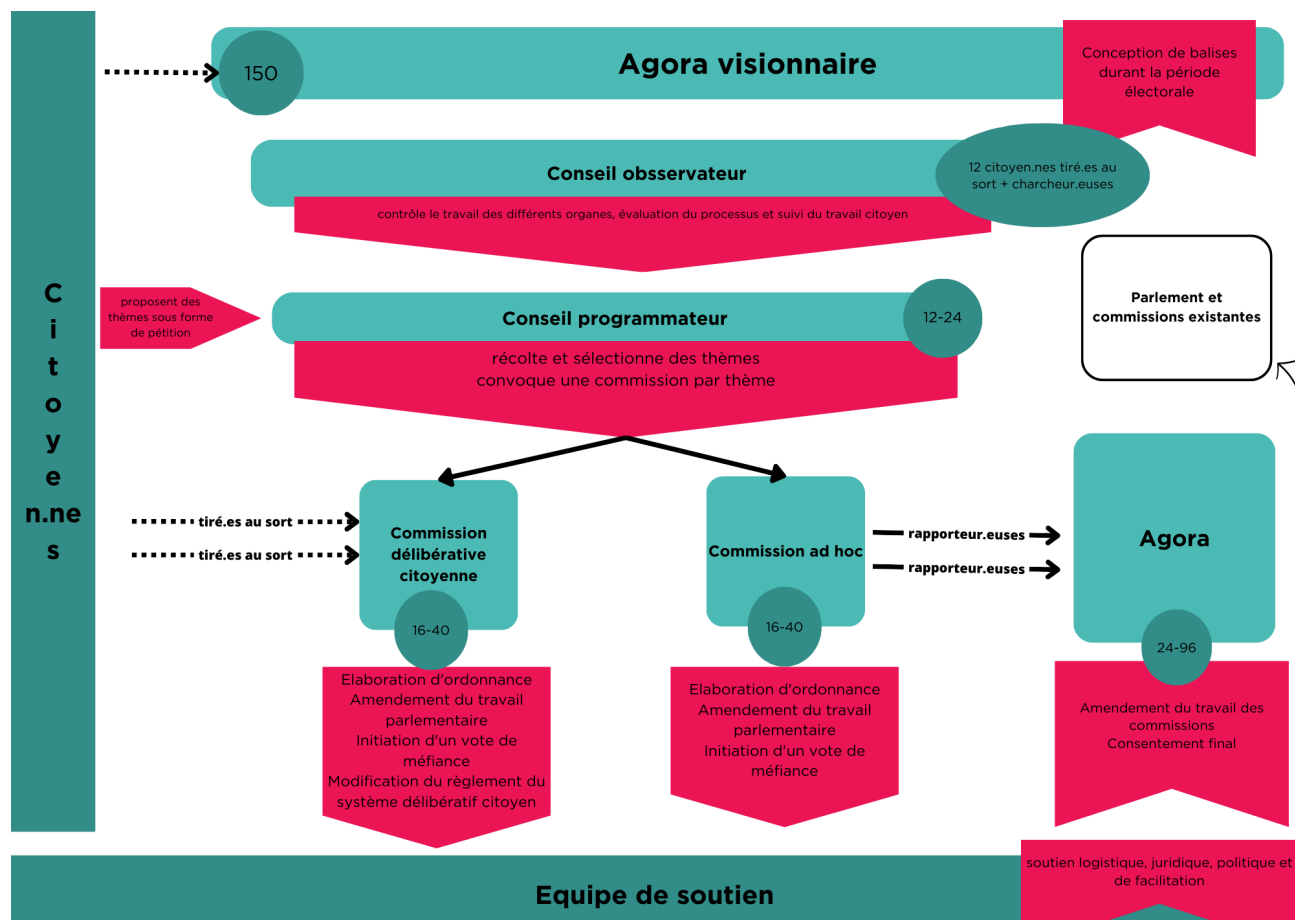 150
Agora visionnaire
Conception de balises
durant la période
électorale
Conseil obsservateur
12 citoyen.nes tiré.es au
sort + charcheur.euses
contrôle le travail des différents organes, évaluation du processus et suivi du travail citoyen
C
i
t
o
y
e
n.ne
s
proposent des
thèmes sous forme
de pétition
Conseil programmateur
12-24
récolte et sélectionne des thèmes
convoque une commission par thème
Parlement et
commissions existantes
tiré.es au sort
tiré.es au sort
Commission
délibérative
citoyenne
16-40
Commission ad hoc
16-40
rapporteur.euses
rapporteur.euses
Agora
24-96
Elaboration d'ordonnance
Amendement du travail
parlementaire
Initiation d'un vote de
méfiance
Modification du règlement du
système délibératif citoyen
Elaboration d'ordonnance
Amendement du travail
parlementaire
Initiation d'un vote de
méfiance
Amendement du travail des
commissions
Consentement final
Equipe de soutien
soutien logistique, juridique, politique et
de facilitation